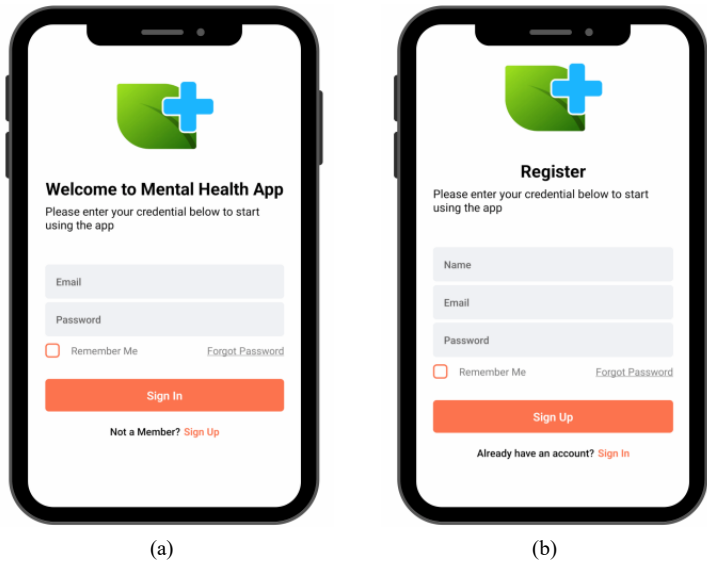 Welcome to Mental Health App
Please enter your credential below to start
using the app
Email
Password
Remember Me
Forgot Password
Sign In
Not a Member? Sign Up
(a)
Register
Please enter your credential below to start
using the app
Name
Email
Password
Remember Me
Forgot Password
Sign Up
Already have an account? Sign In
(b)